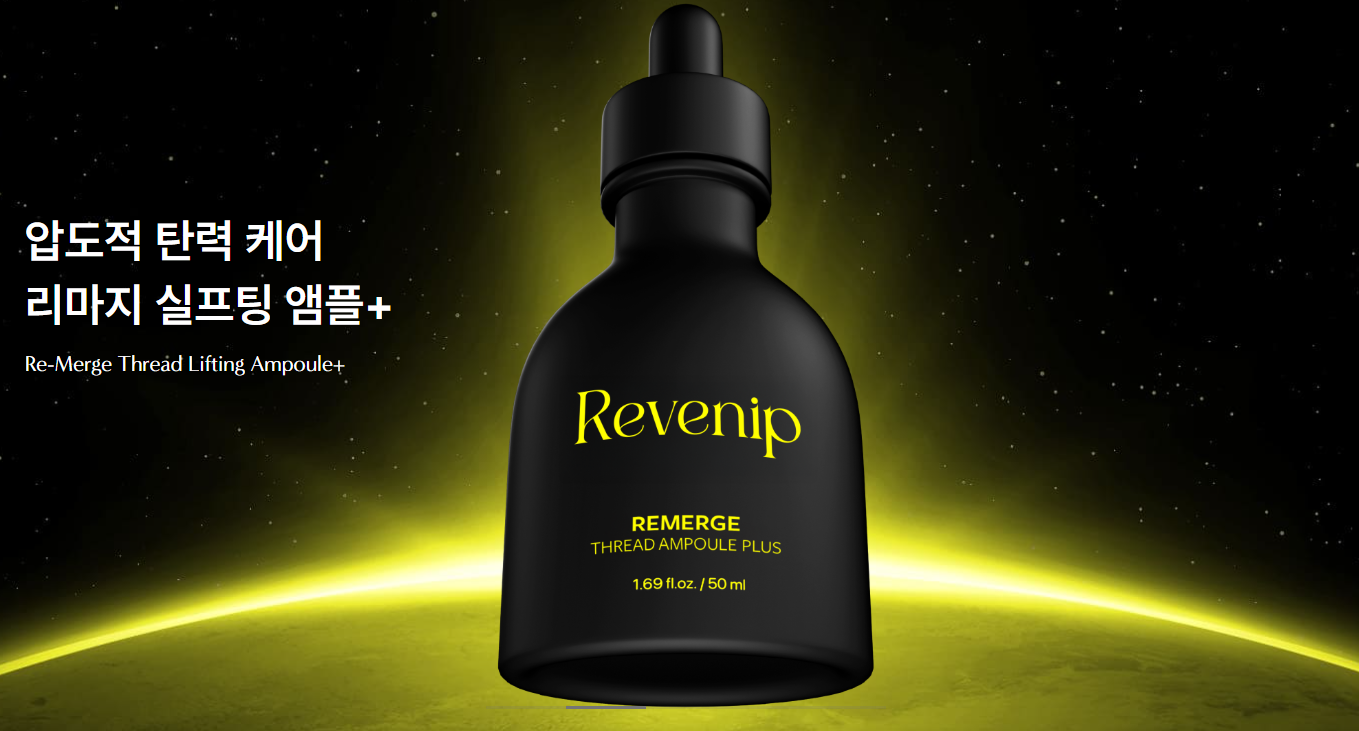 압도적 탄력 케어
리마지 실프팅 앰플+
Re-Merge Thread Lifting Ampoule+
Revenip
REMERGE
THREAD AMPOULE PLUS
1.69 fl.oz. / 50 ml